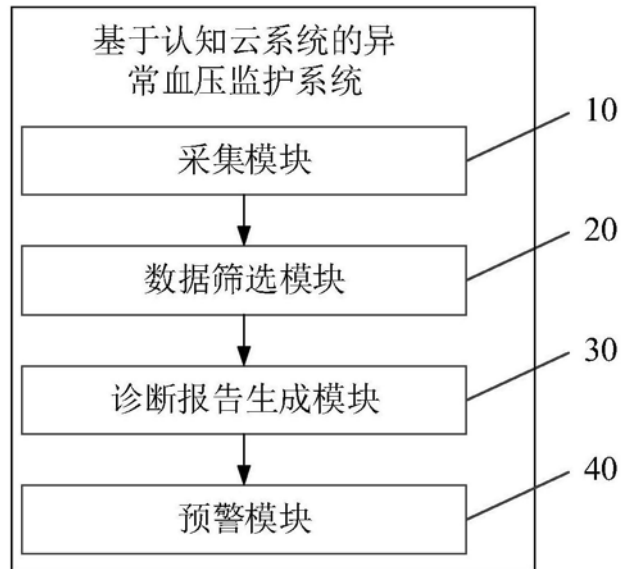 基于认知云系统的异
常血压监护系统
10
采集模块
20
数据筛选模块
30
诊断报告生成模块
40
预警模块